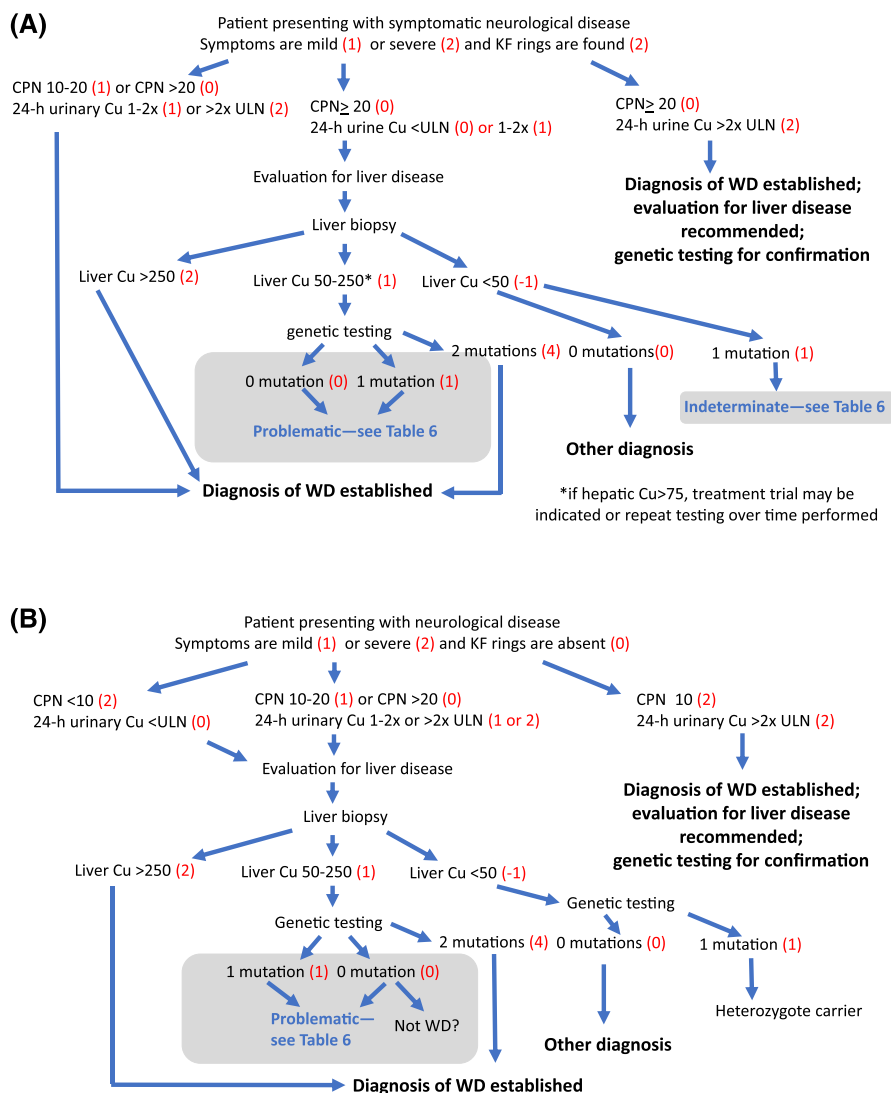 (A)
Patient presenting with symptomatic neurological disease
Symptoms are mild (1) or severe (2) and KF rings are found (2)
CPN 10-20 (1) or CPN >20 (0)
24-h urinary Cu 1-2x (1) or >2x ULN (2)
CPN≥ 20 (0)
24-h urine Cu <ULN (0) or 1-2x (1)
CPN≥ 20 (0)
24-h urine Cu >2x ULN (2)
Evaluation for liver disease
Diagnosis of WD established;
evaluation for liver disease
recommended;
genetic testing for confirmation
Liver biopsy
Liver Cu >250 (2)
Liver Cu 50-250* (1)
Liver Cu <50 (-1)
genetic testing
2 mutations (4)
0 mutations(0)
1 mutation (1)
0 mutation (0)
1 mutation (1)
Problematic—see Table 6
Indeterminate—see Table 6
Other diagnosis
Diagnosis of WD established
*if hepatic Cu>75, treatment trial may be
indicated or repeat testing over time performed
(B)
Patient presenting with neurological disease
Symptoms are mild (1) or severe (2) and KF rings are absent (0)
CPN <10 (2)
24-h urinary Cu <ULN (0)
CPN 10-20 (1) or CPN >20 (0)
24-h urinary Cu 1-2x or >2x ULN (1 or 2)
CPN 10 (2)
24-h urinary Cu >2x ULN (2)
Evaluation for liver disease
Diagnosis of WD established;
evaluation for liver disease
recommended;
genetic testing for confirmation
Liver biopsy
Liver Cu >250 (2)
Liver Cu 50-250 (1)
Liver Cu <50 (-1)
Genetic testing
Genetic testing
2 mutations (4)
0 mutations (0)
1 mutation (1)
1 mutation (1)
0 mutation (0)
Problematic—
see Table 6
Not WD?
Heterozygote carrier
Other diagnosis
Diagnosis of WD established